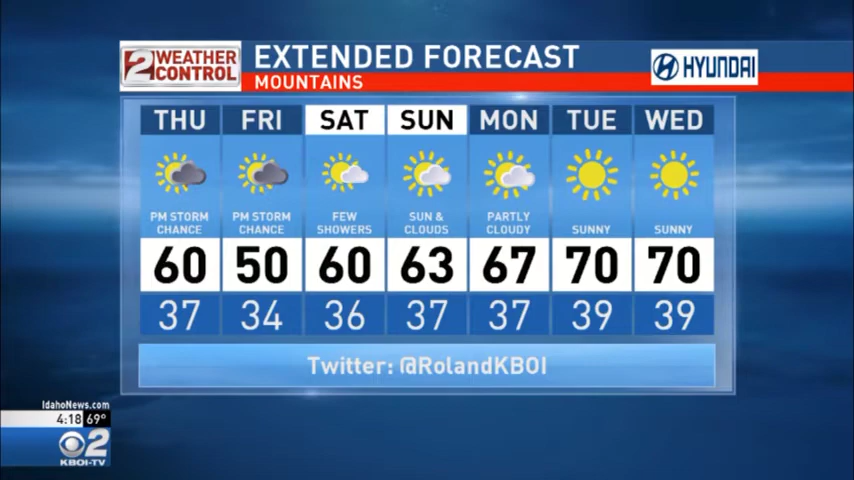 2 WEATHER CONTROL
EXTENDED FORECAST
MOUNTAINS
HYUNDAI
THU FRI SAT SUN MON TUE WED
PM STORM CHANCE PM STORM CHANCE FEW SHOWERS SUN & CLOUDS PARTLY CLOUDY SUNNY SUNNY
60 50 60 63 67 70 70
37 34 36 37 37 39 39
Twitter: @RolandKBOI
IdahoNews.com
4:18 69°
2
KBOI-TV